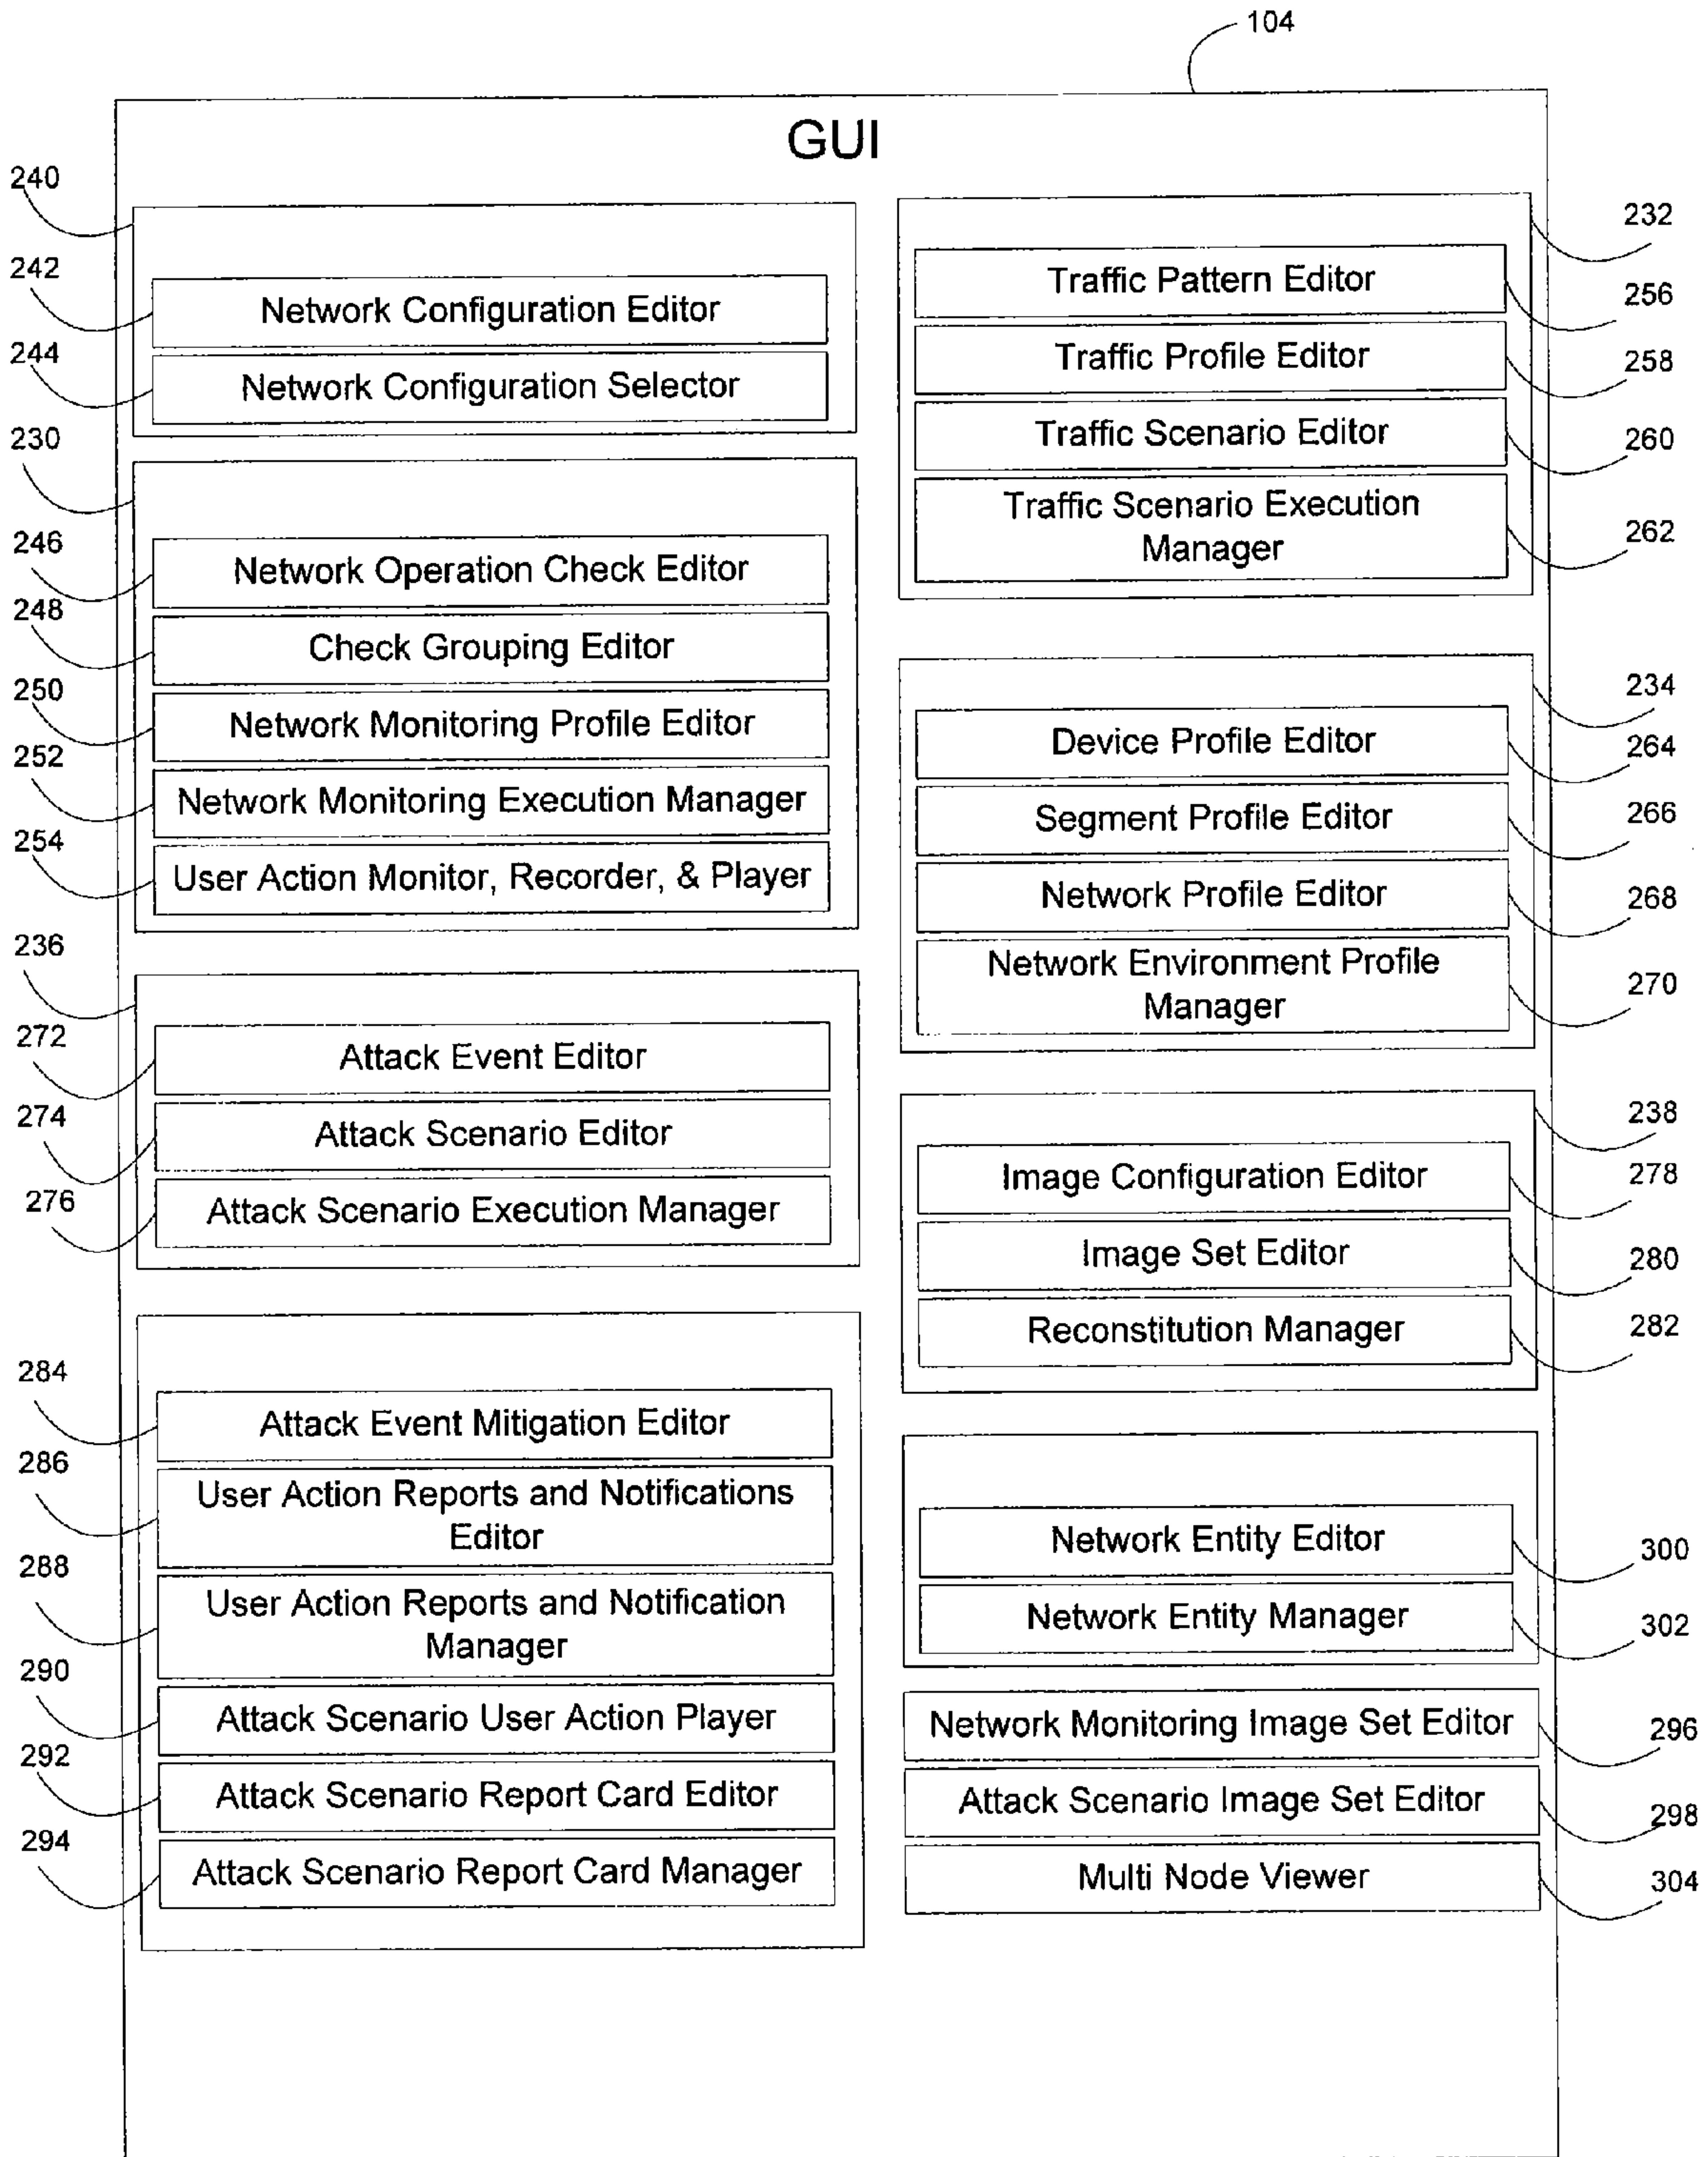 104
GUI
240
242
Network Configuration Editor
244
Network Configuration Selector
230
246
Network Operation Check Editor
248
Check Grouping Editor
250
Network Monitoring Profile Editor
252
Network Monitoring Execution Manager
254
User Action Monitor, Recorder, & Player
236
272
Attack Event Editor
274
Attack Scenario Editor
276
Attack Scenario Execution Manager
284
Attack Event Mitigation Editor
286
User Action Reports and Notifications
Editor
288
User Action Reports and Notification
Manager
290
Attack Scenario User Action Player
292
Attack Scenario Report Card Editor
294
Attack Scenario Report Card Manager
232
Traffic Pattern Editor
256
Traffic Profile Editor
258
Traffic Scenario Editor
260
Traffic Scenario Execution
Manager
262
234
Device Profile Editor
264
Segment Profile Editor
266
Network Profile Editor
268
Network Environment Profile
Manager
270
238
Image Configuration Editor
278
Image Set Editor
280
Reconstitution Manager
282
Network Entity Editor
300
Network Entity Manager
302
Network Monitoring Image Set Editor
296
Attack Scenario Image Set Editor
298
Multi Node Viewer
304